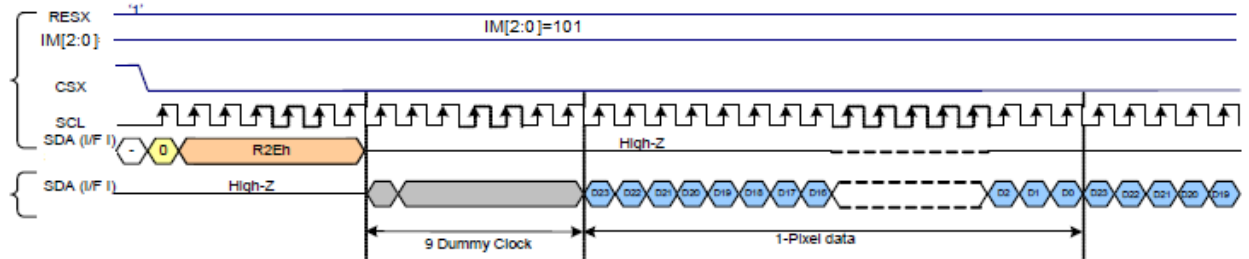 RESX '1'
IM[2:0]=101
IM[2:0]
CSX
SCL
SDA (I/F I) - 0 R2Eh High-Z
SDA (I/F I) High-Z D23 D22 D21 D20 D19 D18 D17 D16 D2 D1 D0 D23 D22 D21 D20 D19
9 Dummy Clock 1-Pixel data